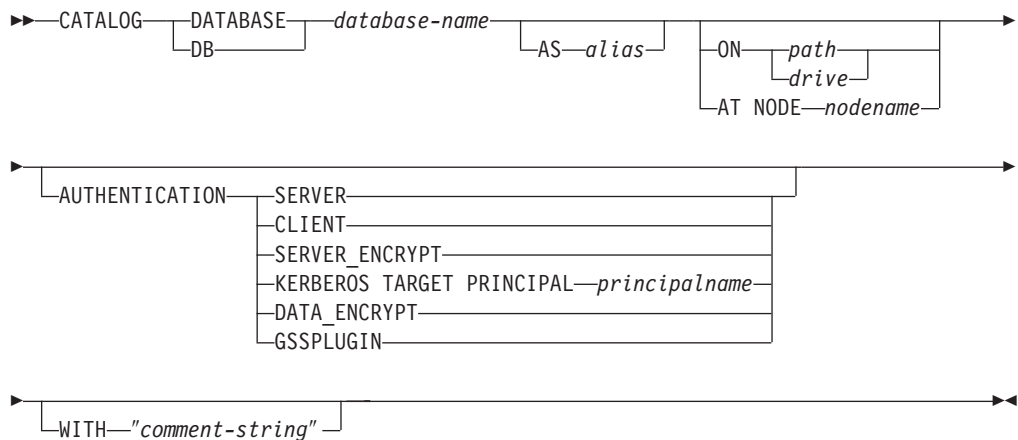 CATALOG DATABASE database-name
DB AS alias ON path
drive
AT NODE nodename
AUTHENTICATION SERVER
CLIENT
SERVER_ENCRYPT
KERBEROS TARGET PRINCIPAL principalname
DATA_ENCRYPT
GSSPLUGIN
WITH "comment-string"